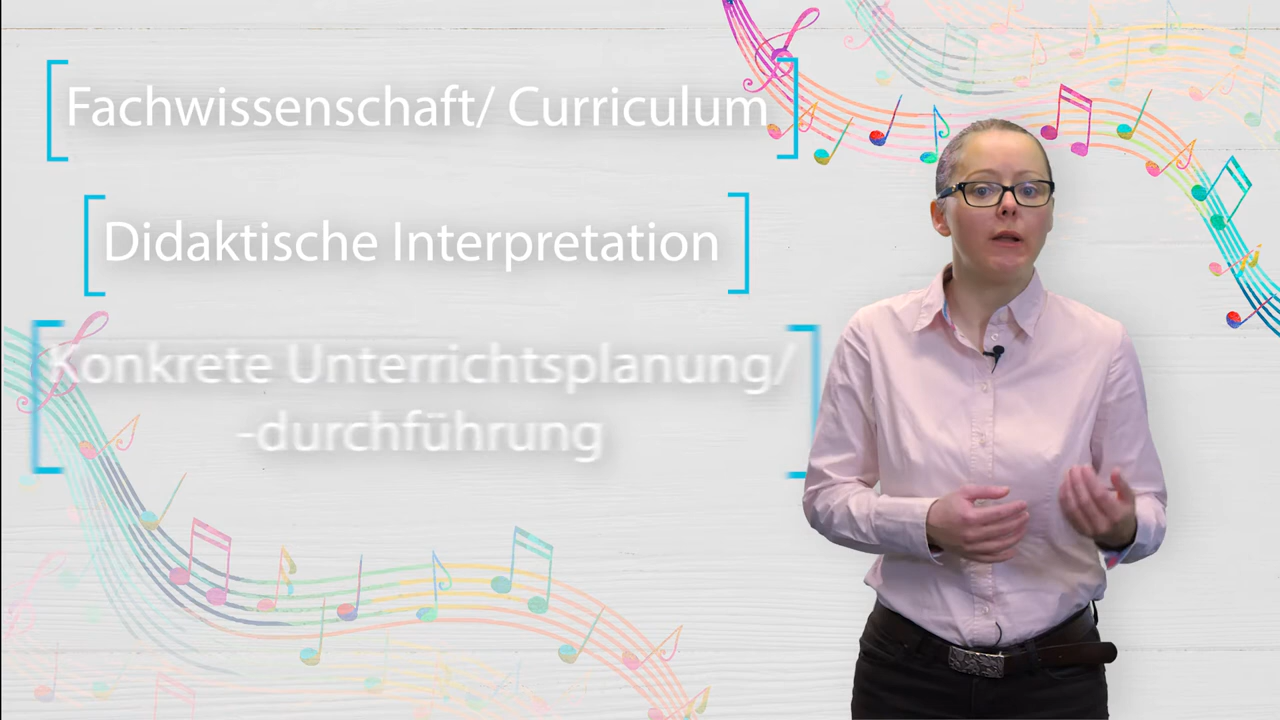 Fachwissenschaft/ Curriculum
Didaktische Interpretation
Konkrete Unterrichtsplanung/
-durchführung